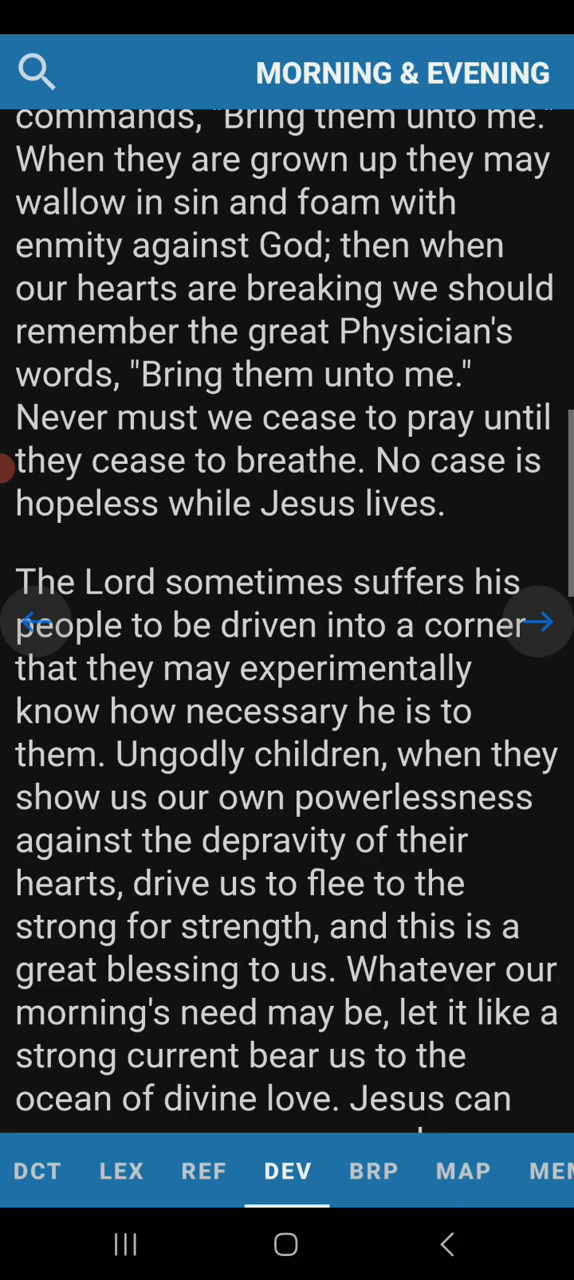 MORNING & EVENING
commands, "Bring them unto me."
When they are grown up they may
wallow in sin and foam with
enmity against God; then when
our hearts are breaking we should
remember the great Physician's
words, "Bring them unto me."
Never must we cease to pray until
they cease to breathe. No case is
hopeless while Jesus lives.
The Lord sometimes suffers his
people to be driven into a corner
that they may experimentally
know how necessary he is to
them. Ungodly children, when they
show us our own powerlessness
against the depravity of their
hearts, drive us to flee to the
strong for strength, and this is a
great blessing to us. Whatever our
morning's need may be, let it like a
strong current bear us to the
ocean of divine love. Jesus can
DCT LEX REF DEV BRP MAP MEM